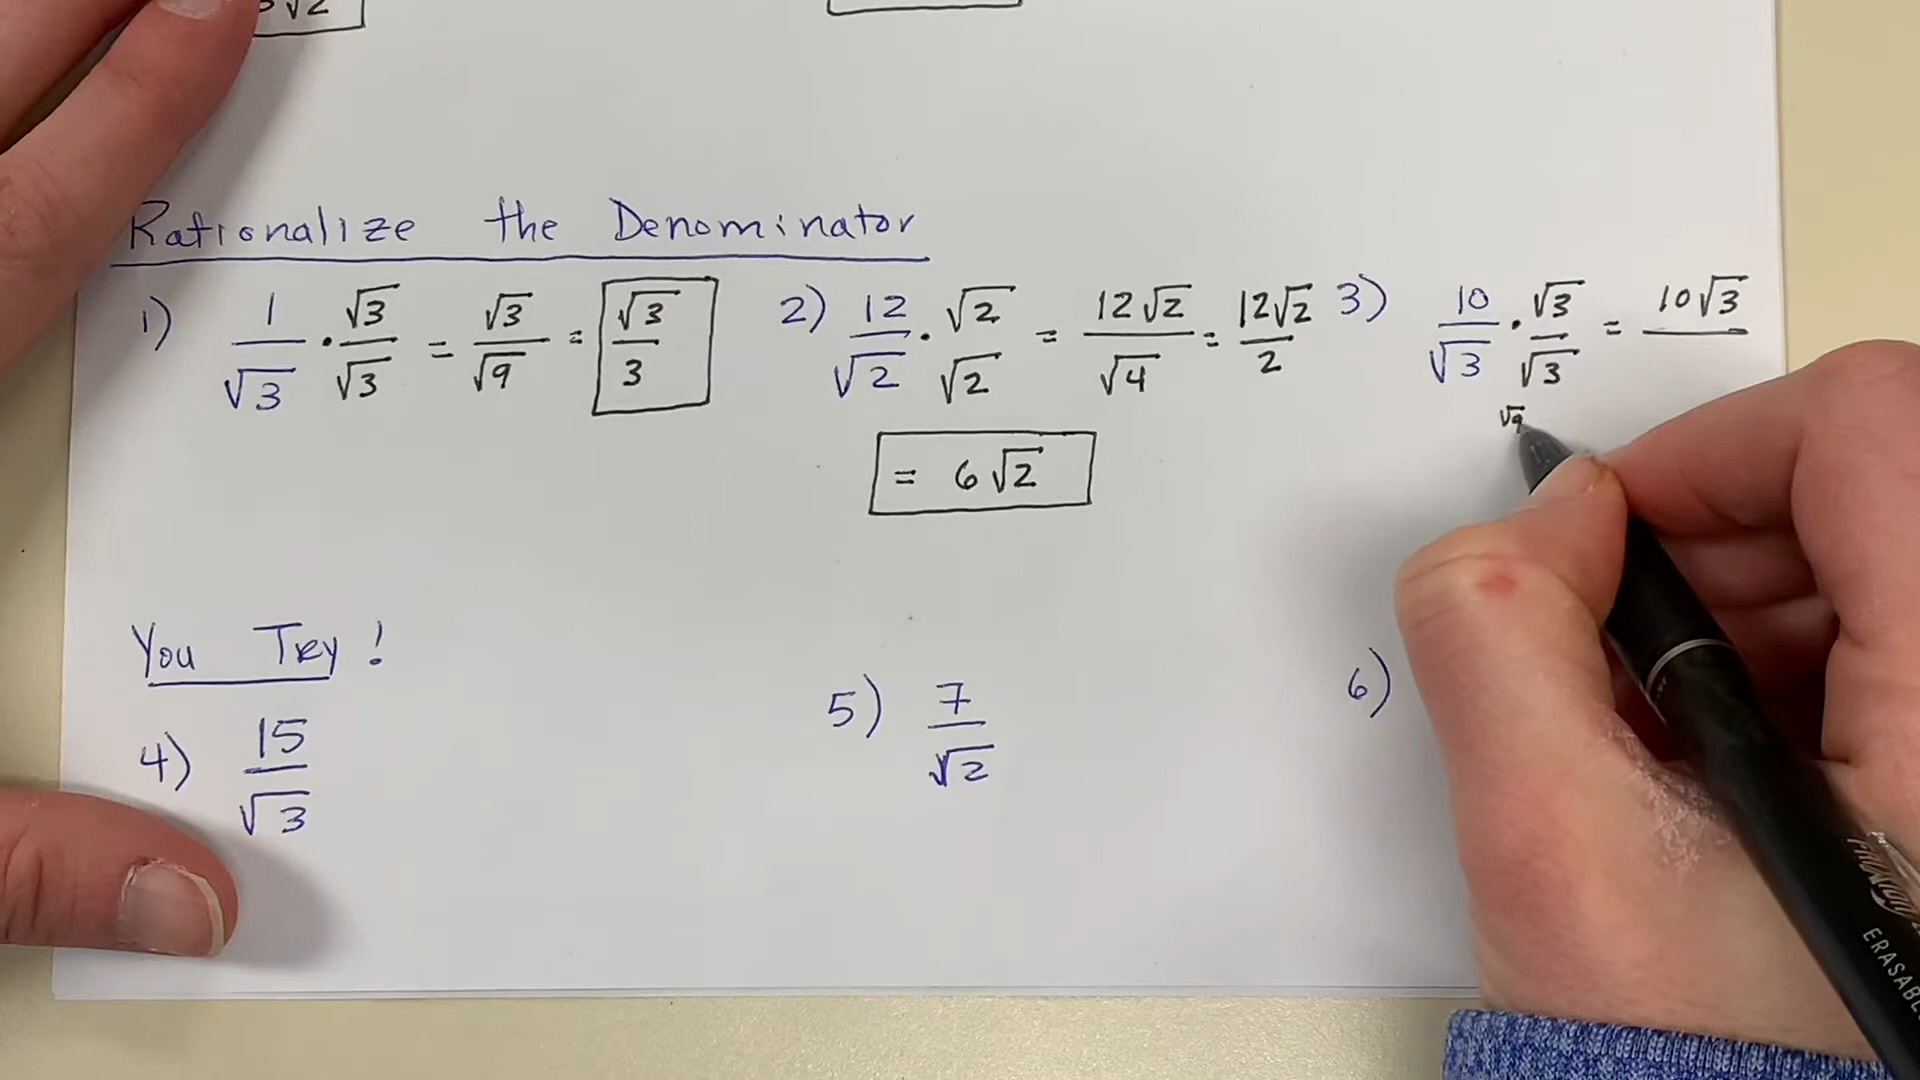 √2
Rationalize the Denominator
1) 1/√3 · √3/√3 = √3/√9 = √3/3
2) 12/√2 · √2/√2 = 12√2/√4 = 12√2/2
= 6√2
3) 10/√3 · √3/√3 = 10√3
√9
You Try!
4) 15/√3
5) 7/√2
6)
ERASABL